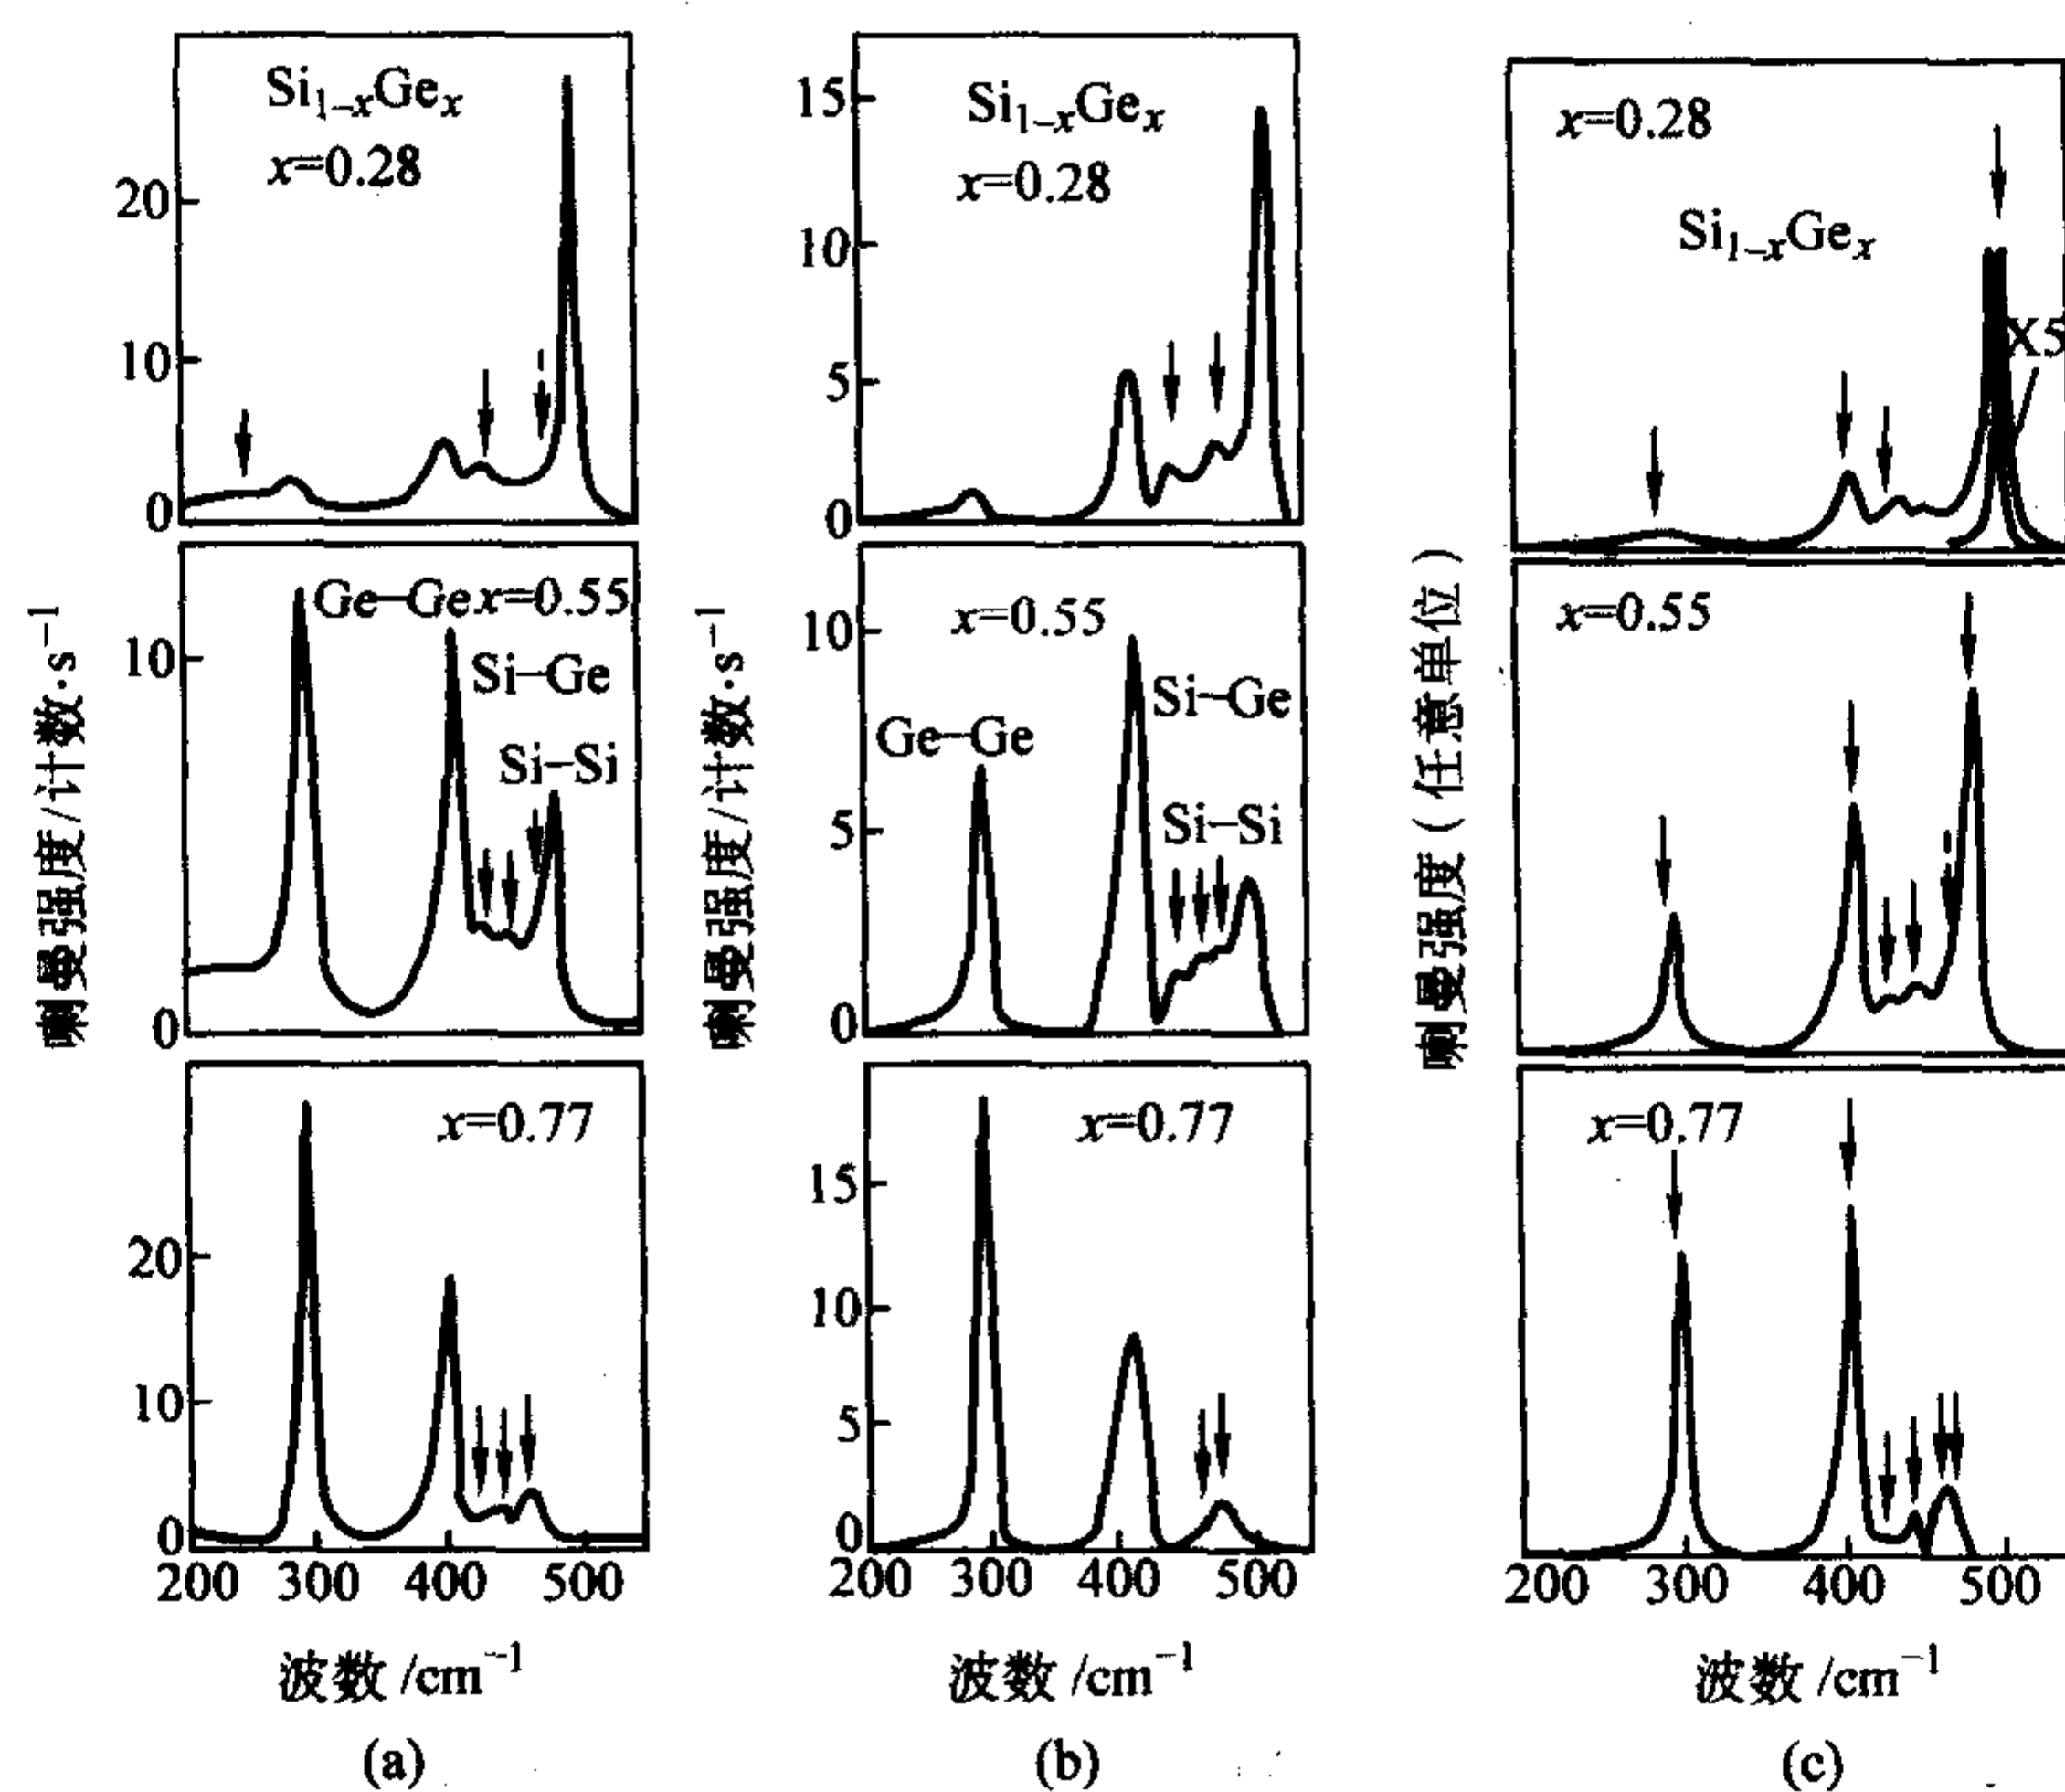 Si₁₋ₓGeₓ
x=0.28
20
10
0
Ge−Ge x=0.55
Si−Ge
Si−Si
10
0
x=0.77
20
10
0
200 300 400 500
喇曼强度/计数·s⁻¹
波数 /cm⁻¹
(a)
Si₁₋ₓGeₓ
x=0.28
15
10
5
0
x=0.55
Si−Ge
Ge−Ge
Si−Si
10
5
0
x=0.77
15
10
5
0
200 300 400 500
喇曼强度/计数·s⁻¹
波数 /cm⁻¹
(b)
x=0.28
Si₁₋ₓGeₓ
X5
x=0.55
x=0.77
200 300 400 500
喇曼强度（任意单位）
波数 /cm⁻¹
(c)